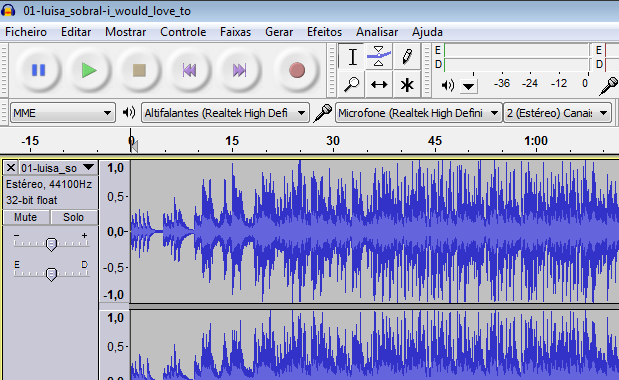 01-luisa_sobral-i_would_love_to
Ficheiro Editar Mostrar Controle Faixas Gerar Efeitos Analisar Ajuda
E E
D D
-36 -24 -12 0
MME Altifalantes (Realtek High Defi Microfone (Realtek High Defini 2 (Estéreo) Canais
-15 0 15 30 45 1:00
01-luisa_so
Estéreo, 44100Hz
32-bit float
Mute Solo
- +
E D
1,0
0,5
0,0
-0,5
-1,0
1,0
0,5
0,0